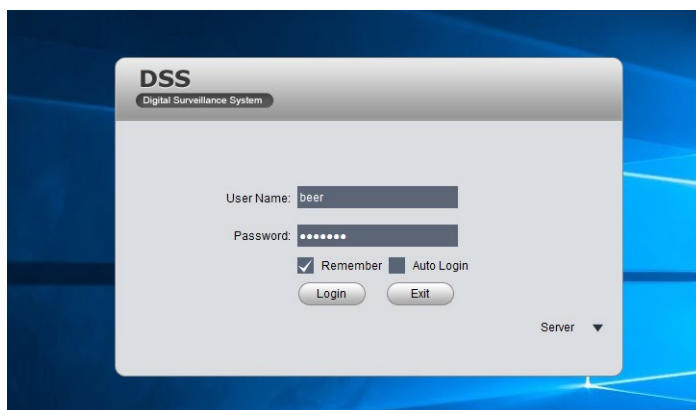 DSS
Digital Surveillance System
User Name: beer
Password: •••••••
Remember Auto Login
Login Exit
Server